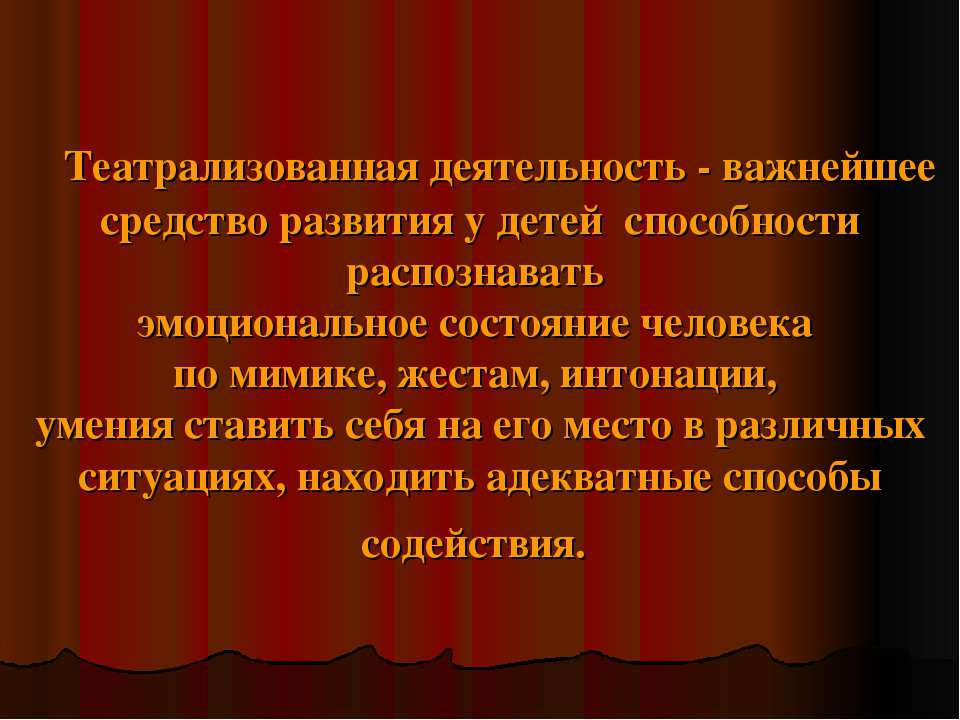 Театрализованная деятельность - важнейшее
средство развития у детей способности
распознавать
эмоциональное состояние человека
по мимике, жестам, интонации,
умения ставить себя на его место в различных
ситуациях, находить адекватные способы
содействия.